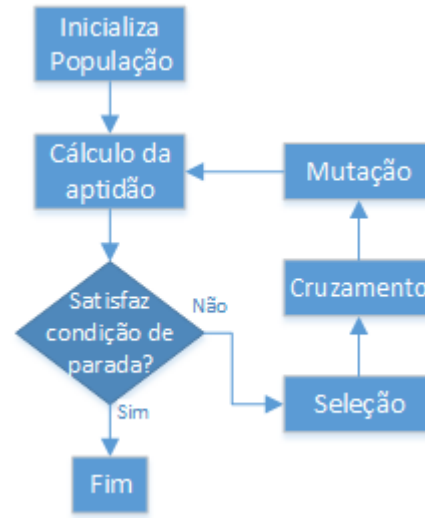 Inicializa
População
Cálculo da
aptidão
Mutação
Cruzamento
Satisfaz
condição de
parada?
Não
Seleção
Sim
Fim